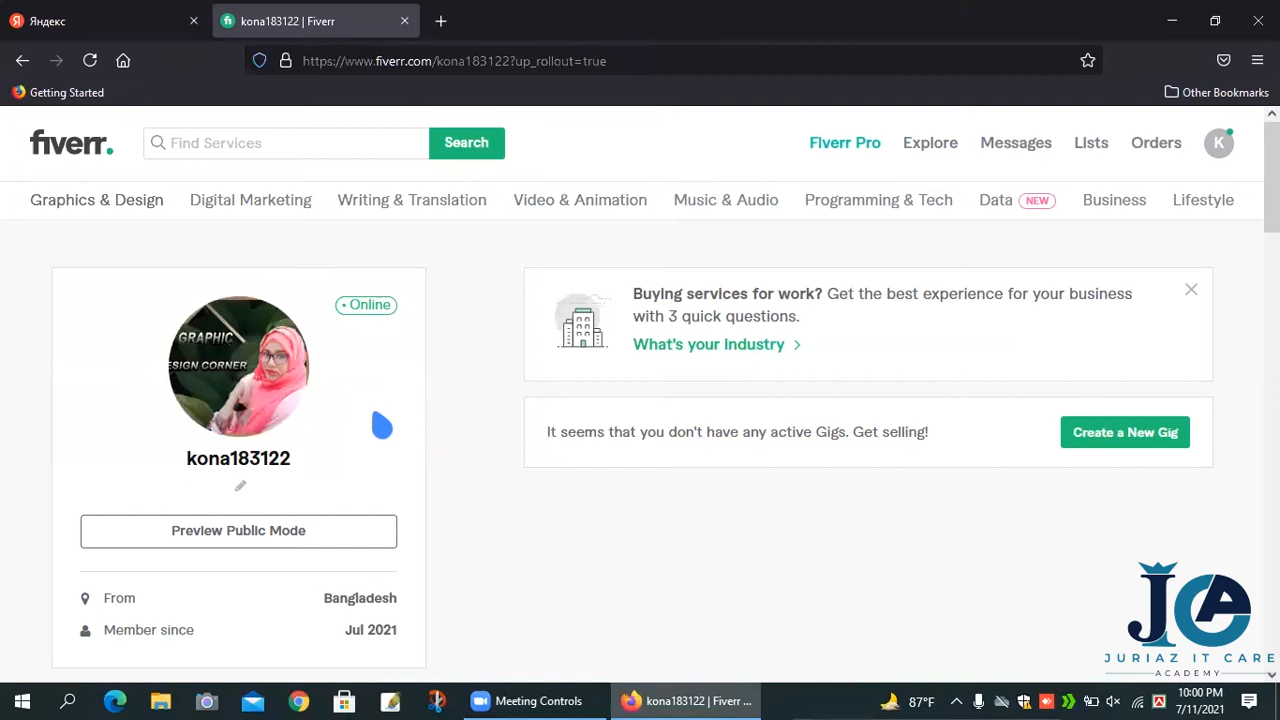 Яндекс
kona183122 | Fiverr
https://www.fiverr.com/kona183122?up_rollout=true
Getting Started
Other Bookmarks
fiverr.
Find Services
Search
Fiverr Pro
Explore
Messages
Lists
Orders
K
Graphics & Design
Digital Marketing
Writing & Translation
Video & Animation
Music & Audio
Programming & Tech
Data NEW
Business
Lifestyle
• Online
GRAPHIC
ESIGN CORNER
kona183122
Preview Public Mode
From
Bangladesh
Member since
Jul 2021
Buying services for work? Get the best experience for your business
with 3 quick questions.
What's your Industry
It seems that you don't have any active Gigs. Get selling!
Create a New Gig
JCA
JURIAZ IT CARE
ACADEMY
Meeting Controls
kona183122 | Fiverr ...
87°F
10:00 PM
7/11/2021